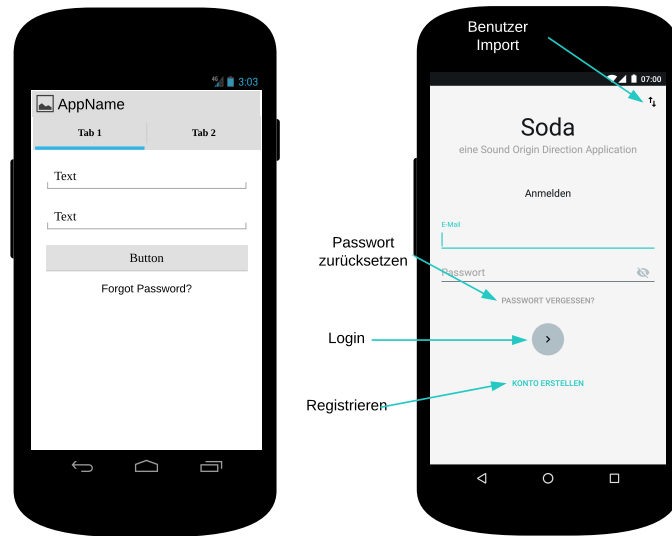 4G 3:03
AppName
Tab 1
Tab 2
Text
Text
Button
Forgot Password?
Benutzer
Import
07:00
Soda
eine Sound Origin Direction Application
Anmelden
E-Mail
Passwort
zurücksetzen
Passwort
PASSWORT VERGESSEN?
Login
Registrieren
KONTO ERSTELLEN